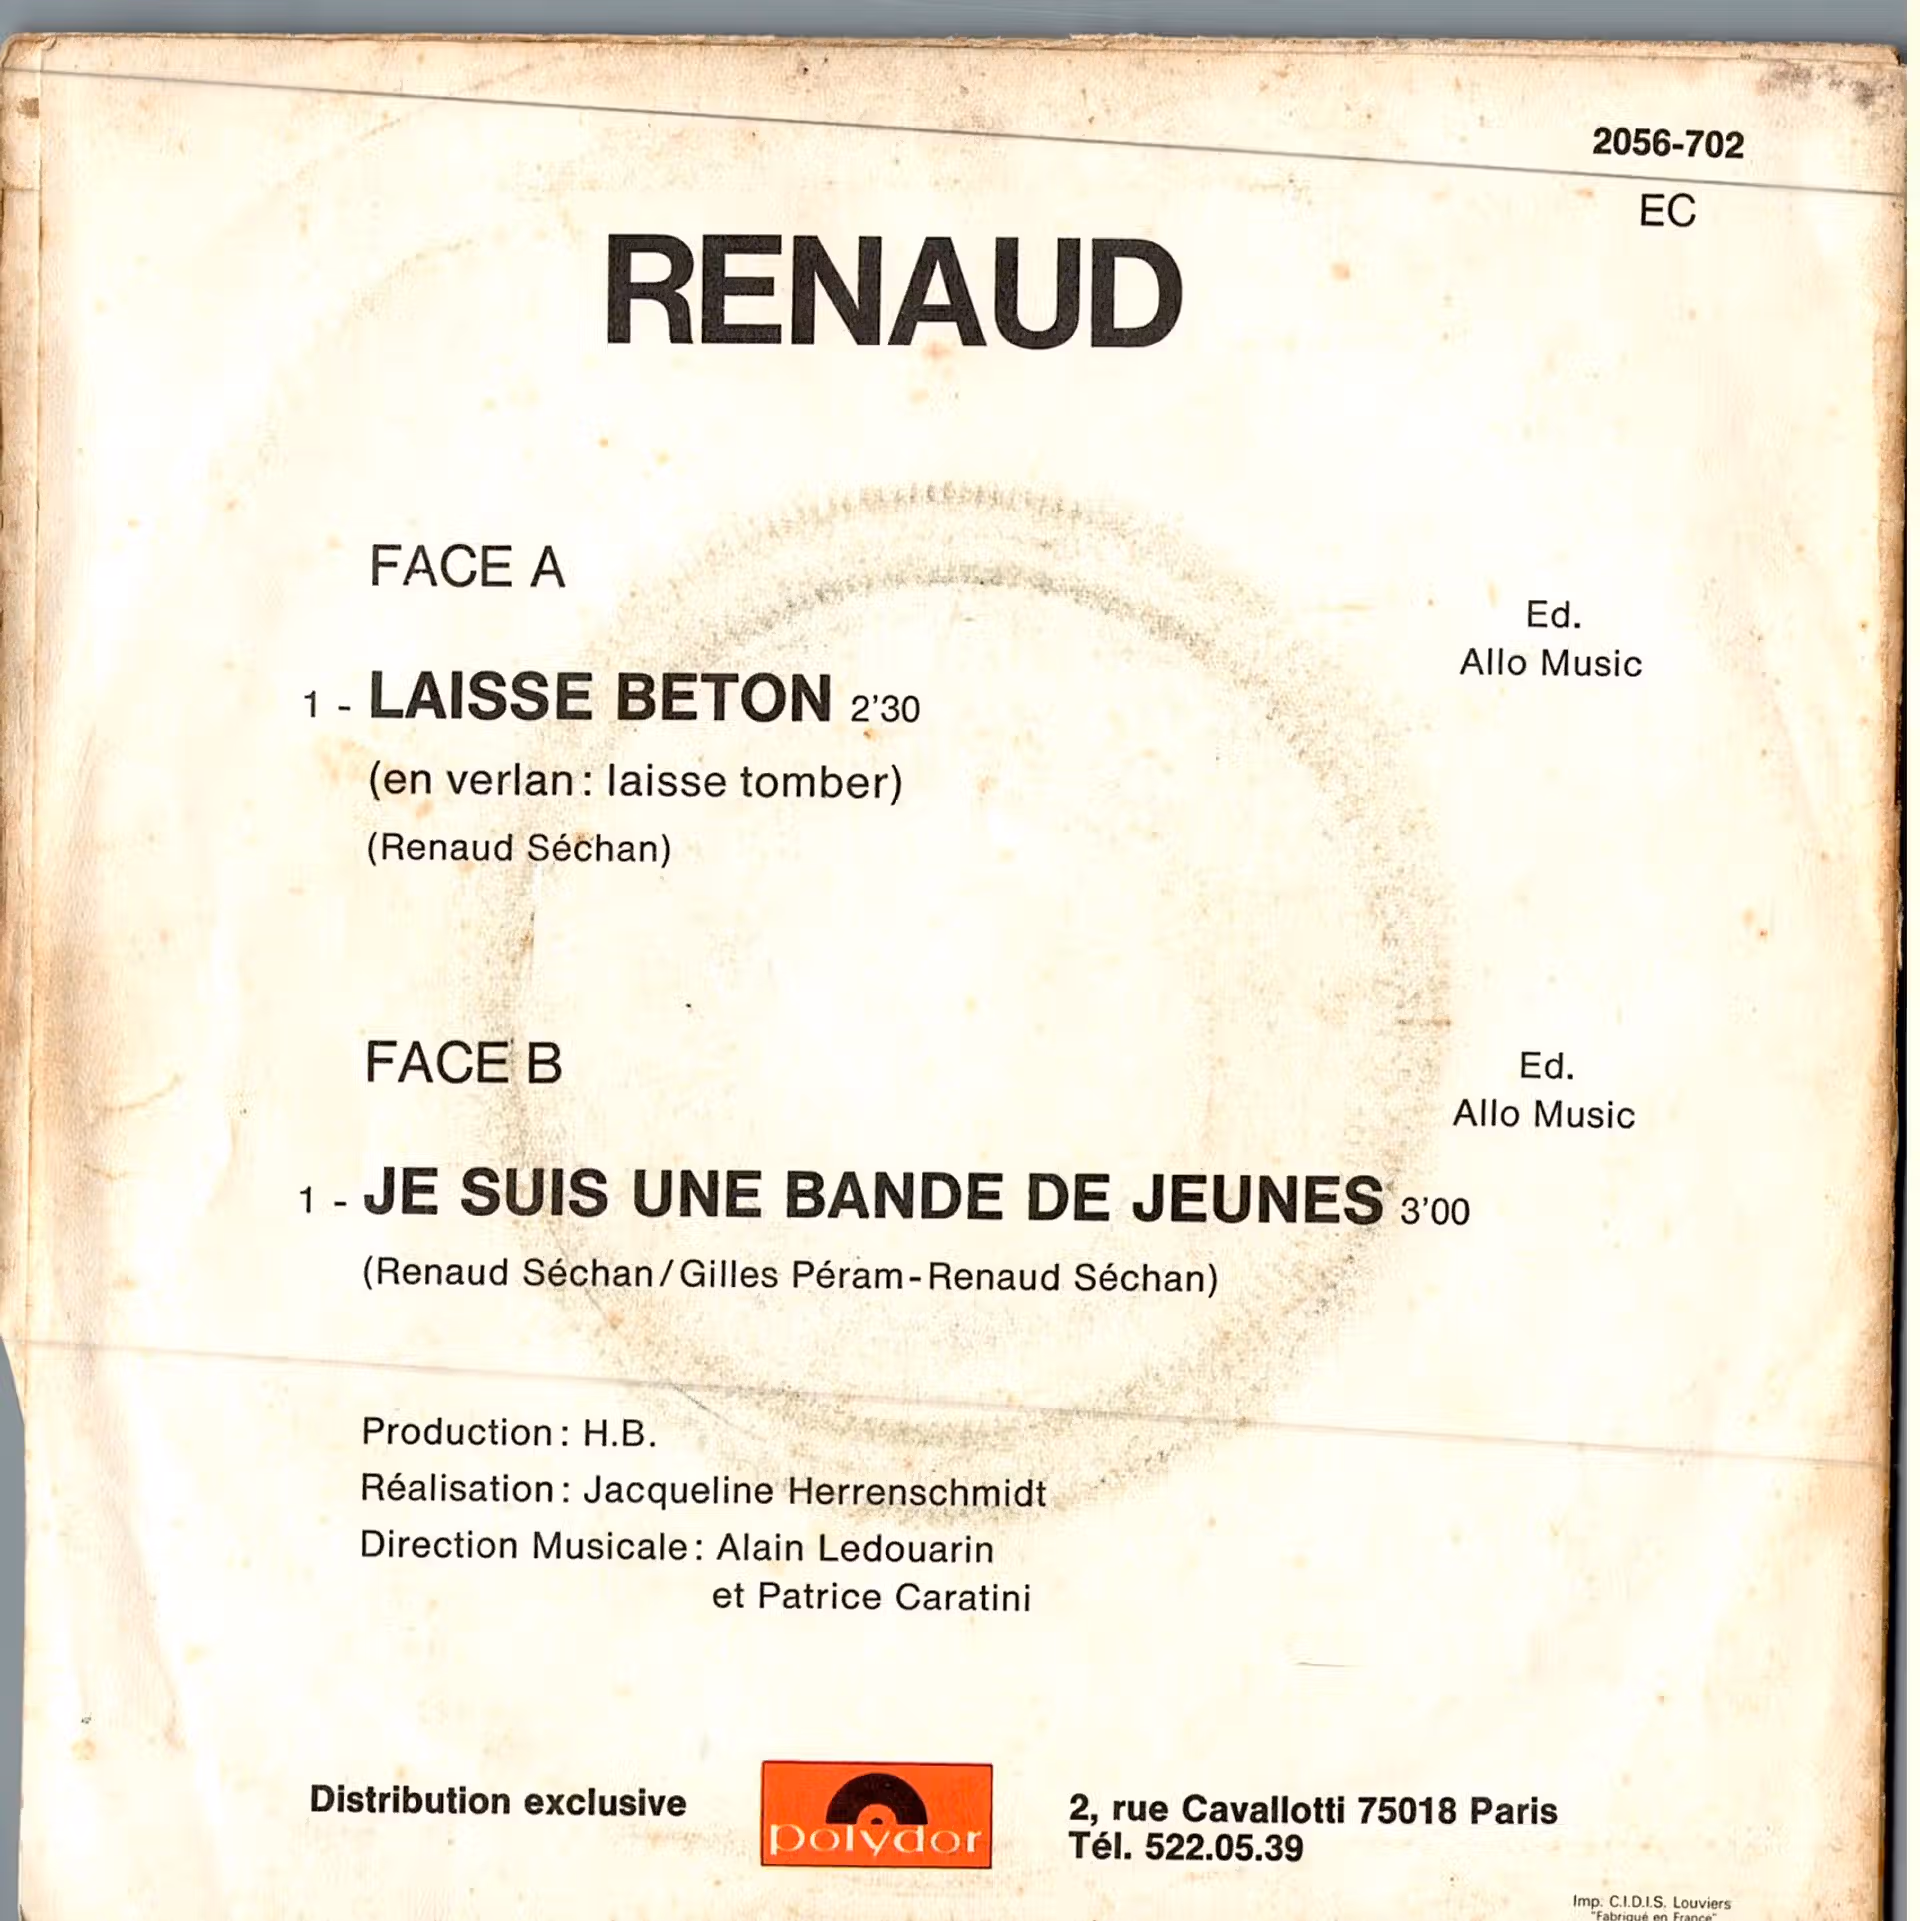 2056-702
EC
RENAUD
FACE A
Ed.
Allo Music
1 - LAISSE BETON 2'30
(en verlan : laisse tomber)
(Renaud Séchan)
FACE B
Ed.
Allo Music
1 - JE SUIS UNE BANDE DE JEUNES 3'00
(Renaud Séchan/Gilles Péram-Renaud Séchan)
Production : H.B.
Réalisation : Jacqueline Herrenschmidt
Direction Musicale : Alain Ledouarin
et Patrice Caratini
Distribution exclusive
polydor
2, rue Cavallotti 75018 Paris
Tél. 522.05.39
Imp. C.I.D.I.S. Louviers
"Fabriqué en France"